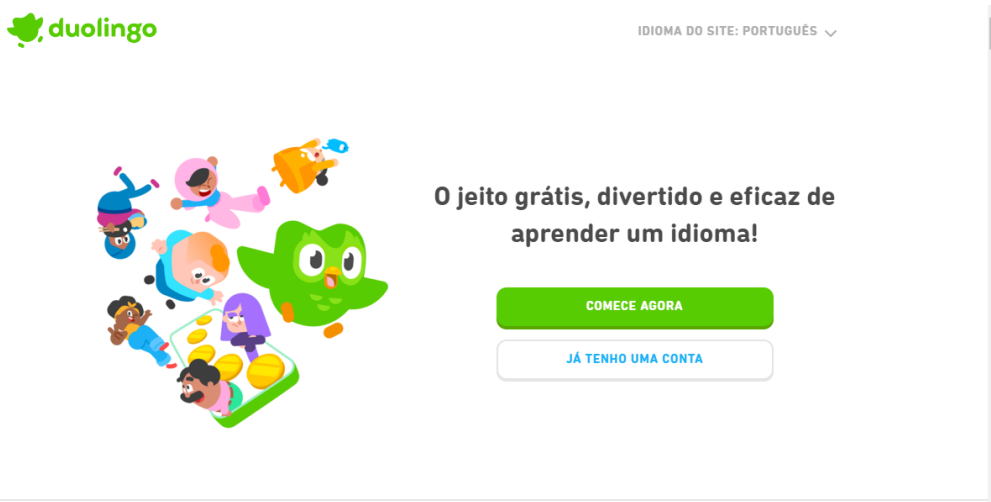 duolingo
IDIOMA DO SITE: PORTUGUÊS
O jeito grátis, divertido e eficaz de
aprender um idioma!
COMECE AGORA
JÁ TENHO UMA CONTA